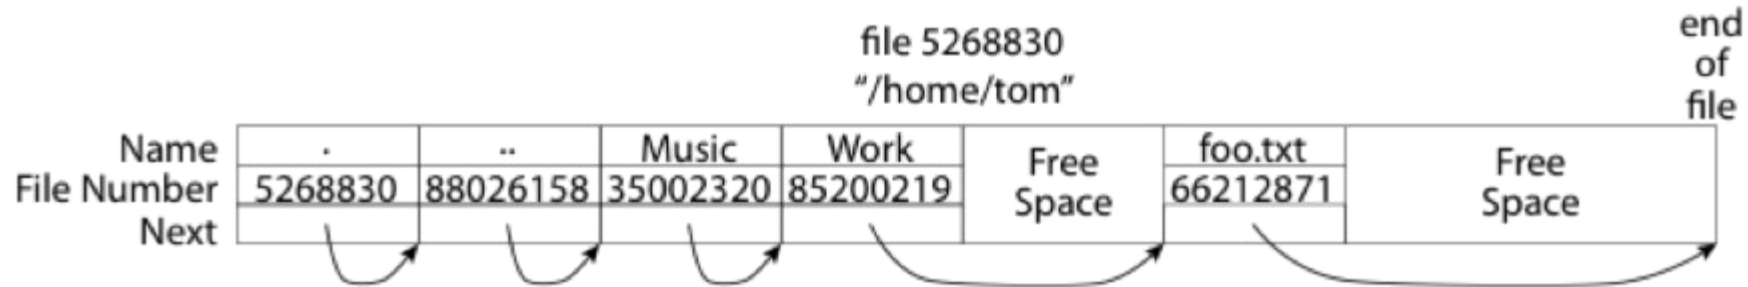 end
of
file
file 5268830
“/home/tom”
Name . .. Music Work Free Space foo.txt Free Space
File Number 5268830 88026158 35002320 85200219 66212871
Next